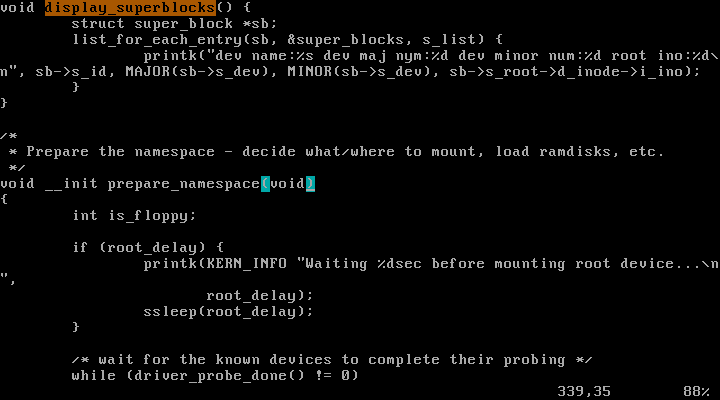 void display_superblocks() {
        struct super_block *sb;
        list_for_each_entry(sb, &super_blocks, s_list) {
                printk("dev name:%s dev maj nym:%d dev minor num:%d root ino:%d\
n", sb->s_id, MAJOR(sb->s_dev), MINOR(sb->s_dev), sb->s_root->d_inode->i_ino);
        }
}

/*
 * Prepare the namespace - decide what/where to mount, load ramdisks, etc.
 */
void __init prepare_namespace(void)
{
        int is_floppy;

        if (root_delay) {
                printk(KERN_INFO "Waiting %dsec before mounting root device...\n
",
                       root_delay);
                ssleep(root_delay);
        }

        /* wait for the known devices to complete their probing */
        while (driver_probe_done() != 0)
339,35 88%